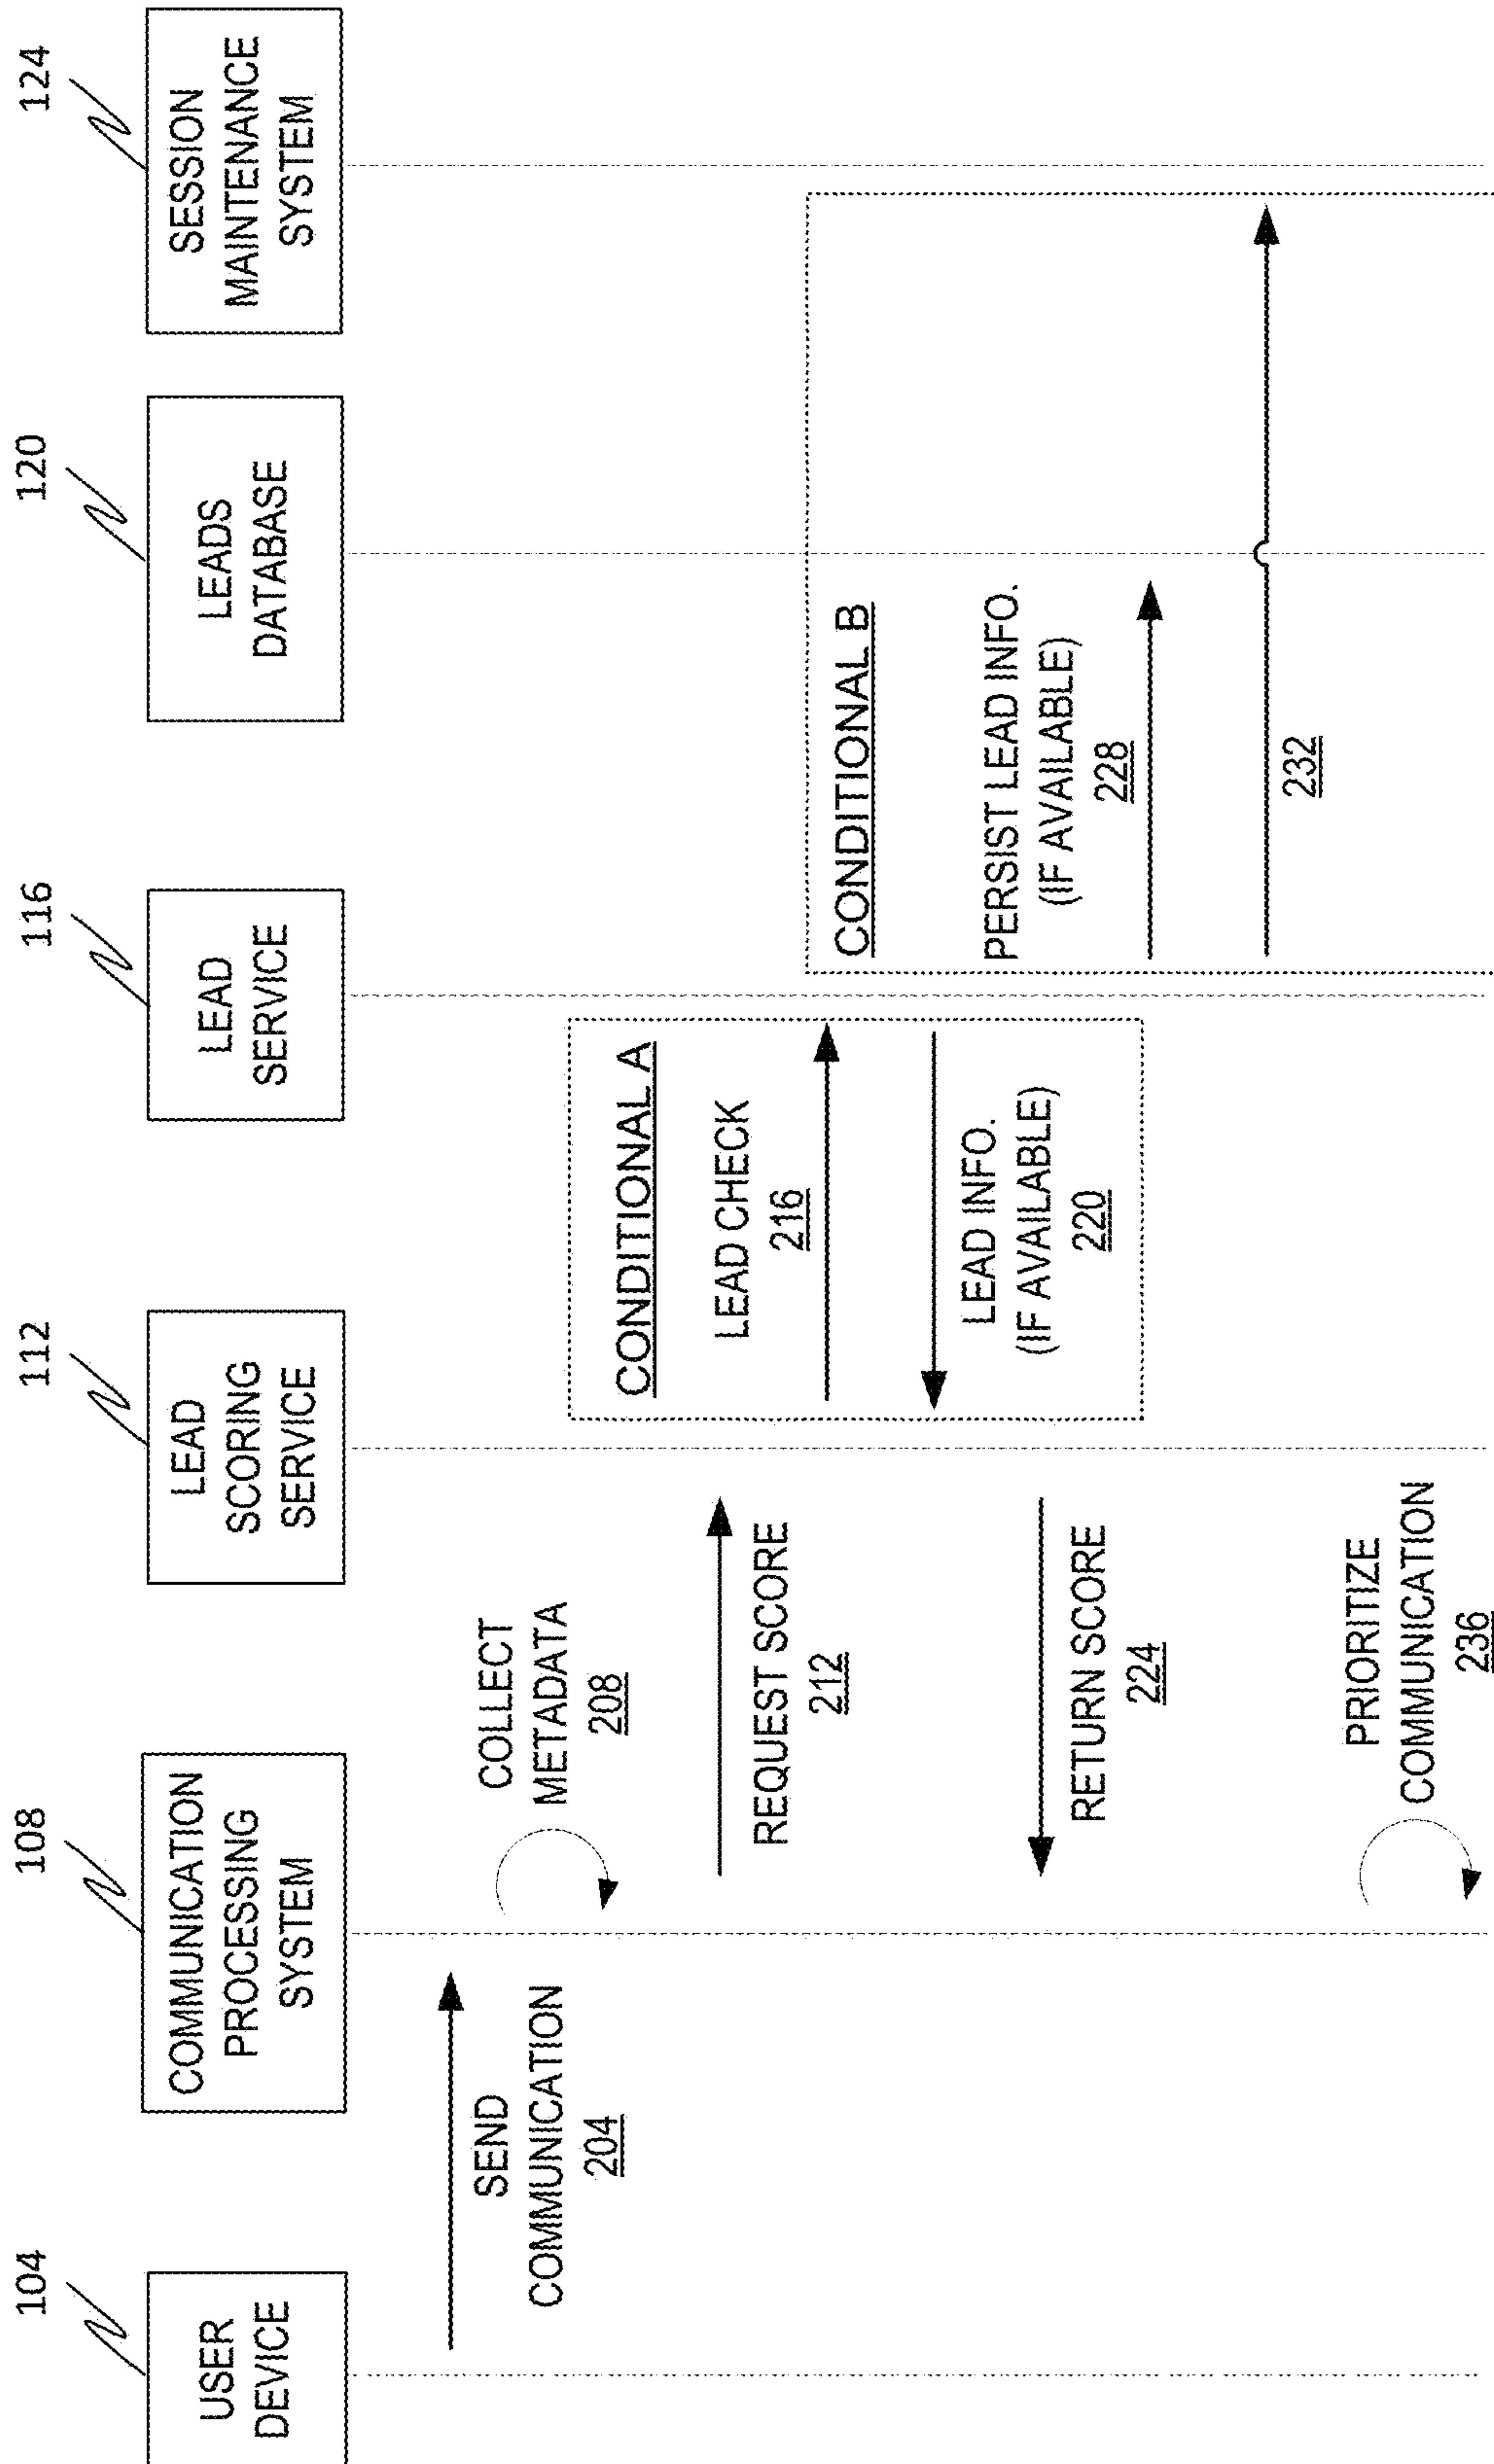 104
USER
DEVICE
108
COMMUNICATION
PROCESSING
SYSTEM
112
LEAD
SCORING
SERVICE
116
LEAD
SERVICE
120
LEADS
DATABASE
124
SESSION
MAINTENANCE
SYSTEM
SEND
COMMUNICATION
204
COLLECT
METADATA
208
REQUEST SCORE
212
CONDITIONAL A
LEAD CHECK
216
LEAD INFO.
(IF AVAILABLE)
220
RETURN SCORE
224
CONDITIONAL B
PERSIST LEAD INFO.
(IF AVAILABLE)
228
232
PRIORITIZE
COMMUNICATION
236